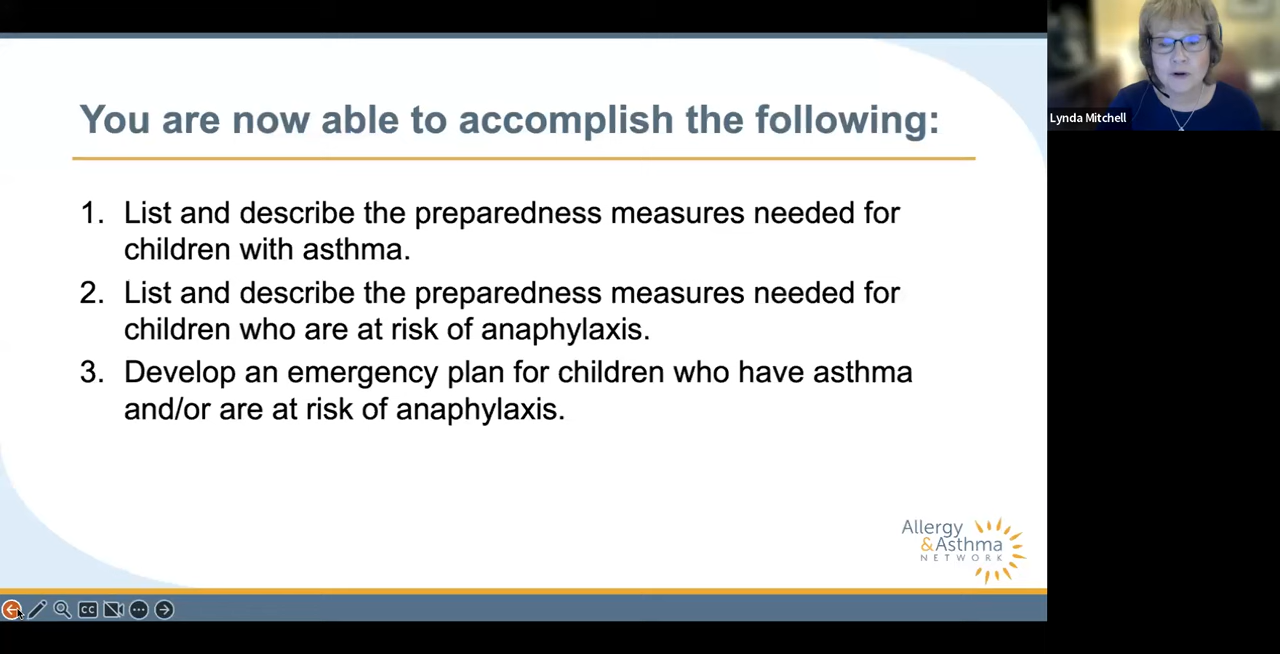 You are now able to accomplish the following:
1. List and describe the preparedness measures needed for
children with asthma.
2. List and describe the preparedness measures needed for
children who are at risk of anaphylaxis.
3. Develop an emergency plan for children who have asthma
and/or are at risk of anaphylaxis.
Allergy
&Asthma
NETWORK
CC
Lynda Mitchell